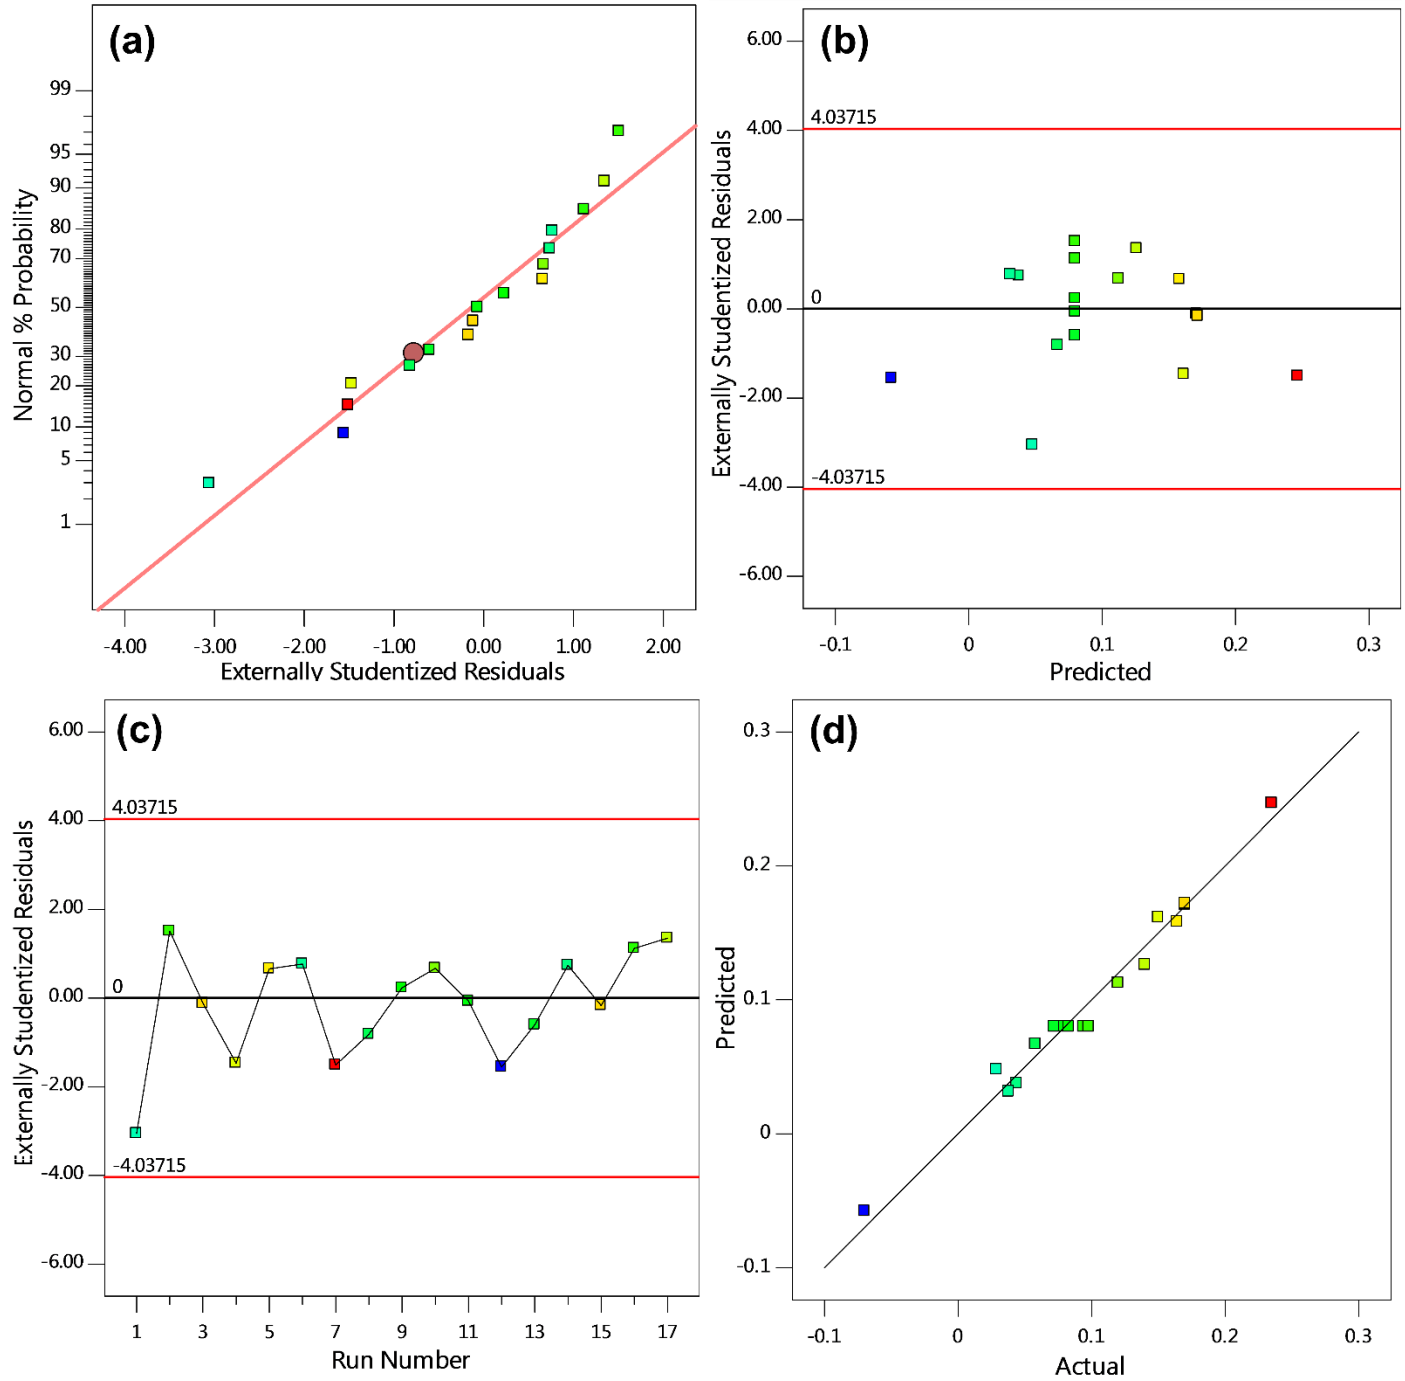 (a)
99
95
90
80
70
50
30
20
10
5
1
Normal % Probability
-4.00 -3.00 -2.00 -1.00 0.00 1.00 2.00
Externally Studentized Residuals
(b)
6.00
4.00
2.00
0.00
-2.00
-4.00
-6.00
4.03715
0
-4.03715
Externally Studentized Residuals
-0.1 0 0.1 0.2 0.3
Predicted
(c)
6.00
4.00
2.00
0.00
-2.00
-4.00
-6.00
4.03715
0
-4.03715
Externally Studentized Residuals
1 3 5 7 9 11 13 15 17
Run Number
(d)
0.3
0.2
0.1
0
-0.1
Predicted
-0.1 0 0.1 0.2 0.3
Actual